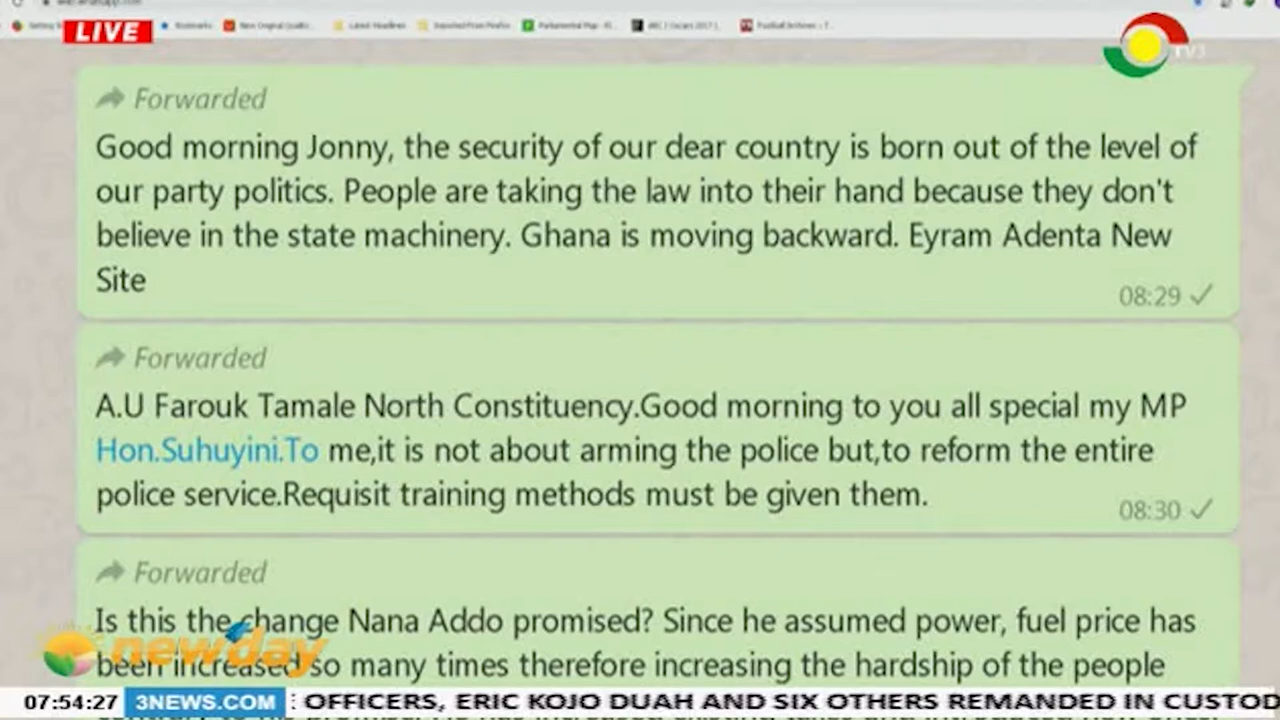 LIVE
TV3
Forwarded
Good morning Jonny, the security of our dear country is born out of the level of
our party politics. People are taking the law into their hand because they don't
believe in the state machinery. Ghana is moving backward. Eyram Adenta New
Site
08:29
Forwarded
A.U Farouk Tamale North Constituency.Good morning to you all special my MP
Hon.Suhuyini.To me,it is not about arming the police but,to reform the entire
police service.Requisit training methods must be given them.
08:30
Forwarded
Is this the change Nana Addo promised? Since he assumed power, fuel price has
been increased so many times therefore increasing the hardship of the people
newday
07:54:27 3NEWS.COM : OFFICERS, ERIC KOJO DUAH AND SIX OTHERS REMANDED IN CUSTOD